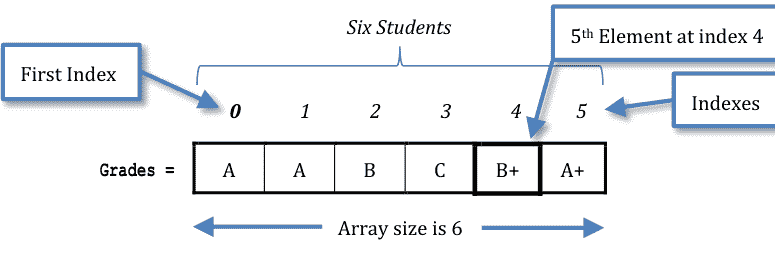 Six Students
5th Element at index 4
First Index
Indexes
0 1 2 3 4 5
Grades = A A B C B+ A+
Array size is 6